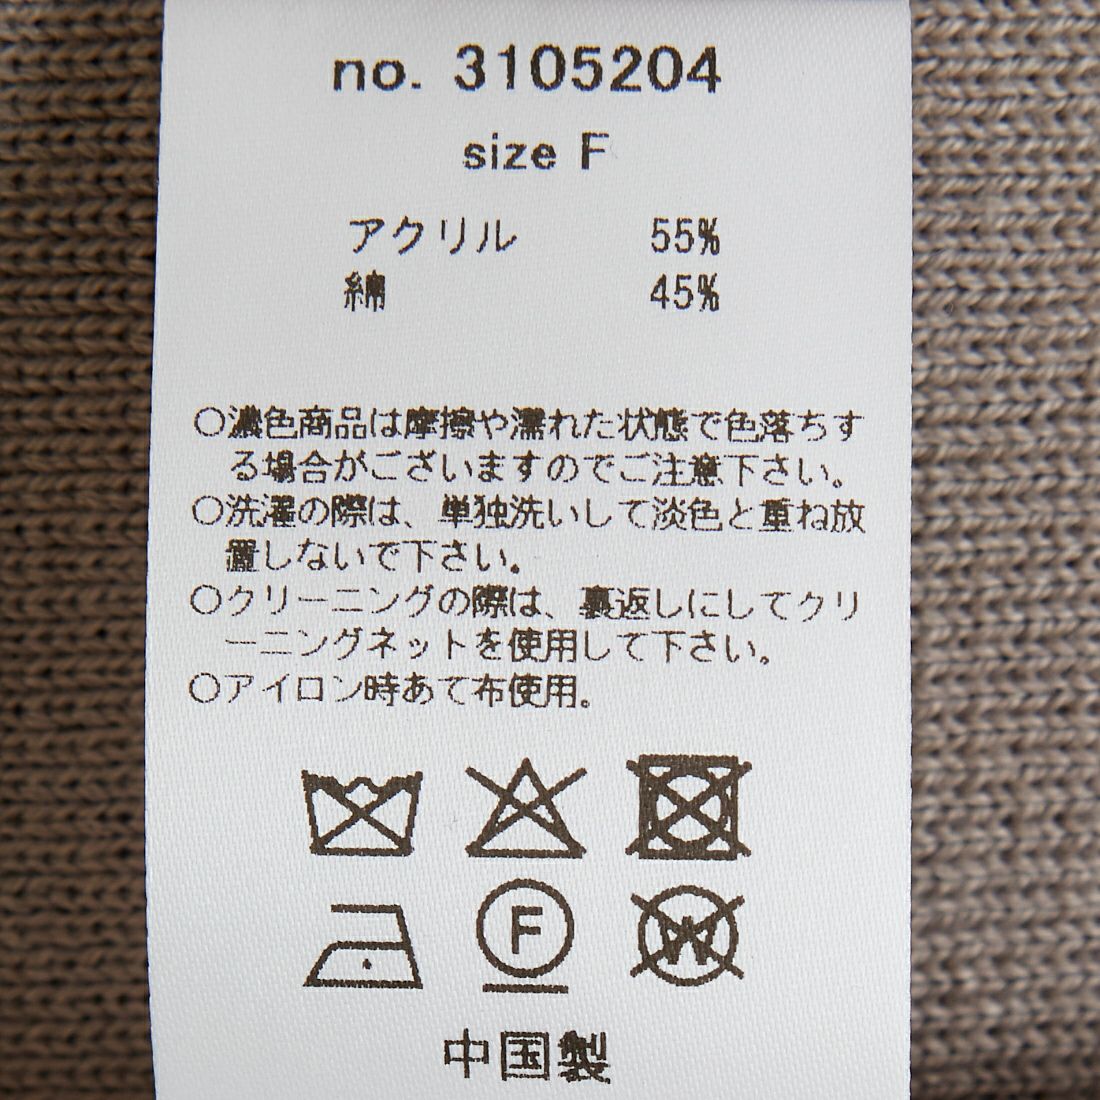 no. 3105204
size F
アクリル 55%
綿 45%
○濃色商品は摩擦や濡れた状態で色落ちす
る場合がございますのでご注意下さい。
○洗濯の際は、単独洗いして淡色と重ね放
置しないで下さい。
○クリーニングの際は、裏返しにしてクリ
ーニングネットを使用して下さい。
○アイロン時あて布使用。
F W
中国製